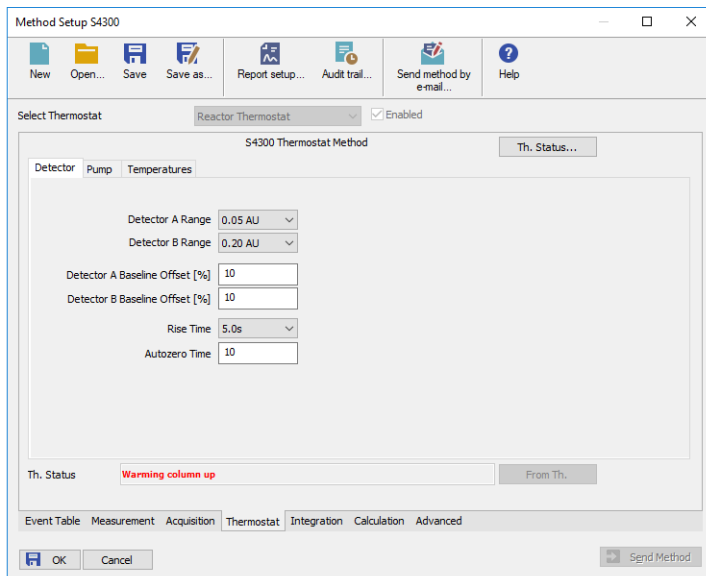 Method Setup S4300
New Open... Save Save as... Report setup... Audit trail... Send method by e-mail... Help
Select Thermostat Reactor Thermostat Enabled
S4300 Thermostat Method Th. Status...
Detector Pump Temperatures
Detector A Range 0.05 AU
Detector B Range 0.20 AU
Detector A Baseline Offset [%] 10
Detector B Baseline Offset [%] 10
Rise Time 5.0s
Autozero Time 10
Th. Status Warming column up From Th.
Event Table Measurement Acquisition Thermostat Integration Calculation Advanced
OK Cancel Send Method